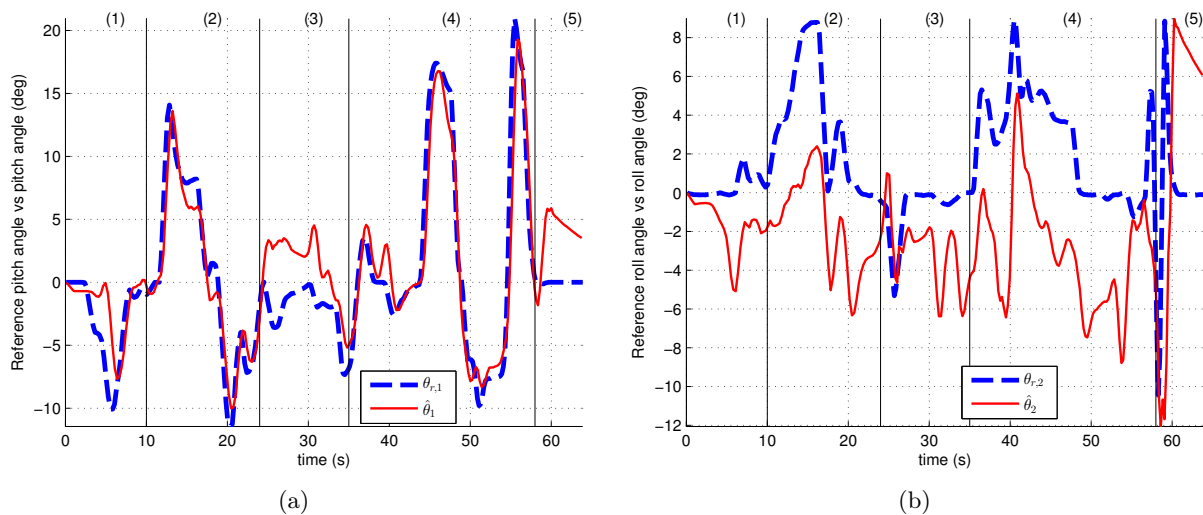 (1) (2) (3) (4) (5)
20
15
10
5
0
−5
−10
Reference pitch angle vs pitch angle (deg)
θr,1
θ̂1
0 10 20 30 40 50 60
time (s)
(a)
(1) (2) (3) (4) (5)
8
6
4
2
0
−2
−4
−6
−8
−10
−12
Reference roll angle vs roll angle (deg)
θr,2
θ̂2
0 10 20 30 40 50 60
time (s)
(b)